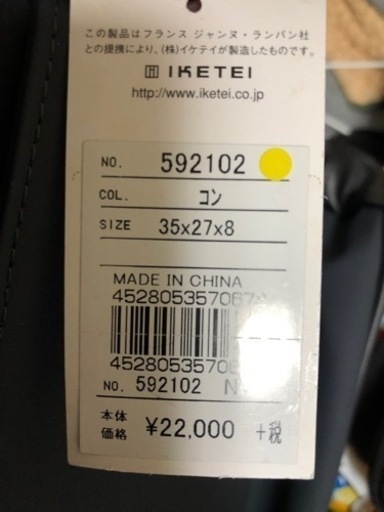 この製品はフランス ジャンヌ・ランバン社
との提携により、(株)イケテイが製造したものです。
IKETEI
http://www.iketei.co.jp
NO. 592102
COL. コン
SIZE 35x27x8
MADE IN CHINA
NO. 592102
本体価格 ¥22,000 +税